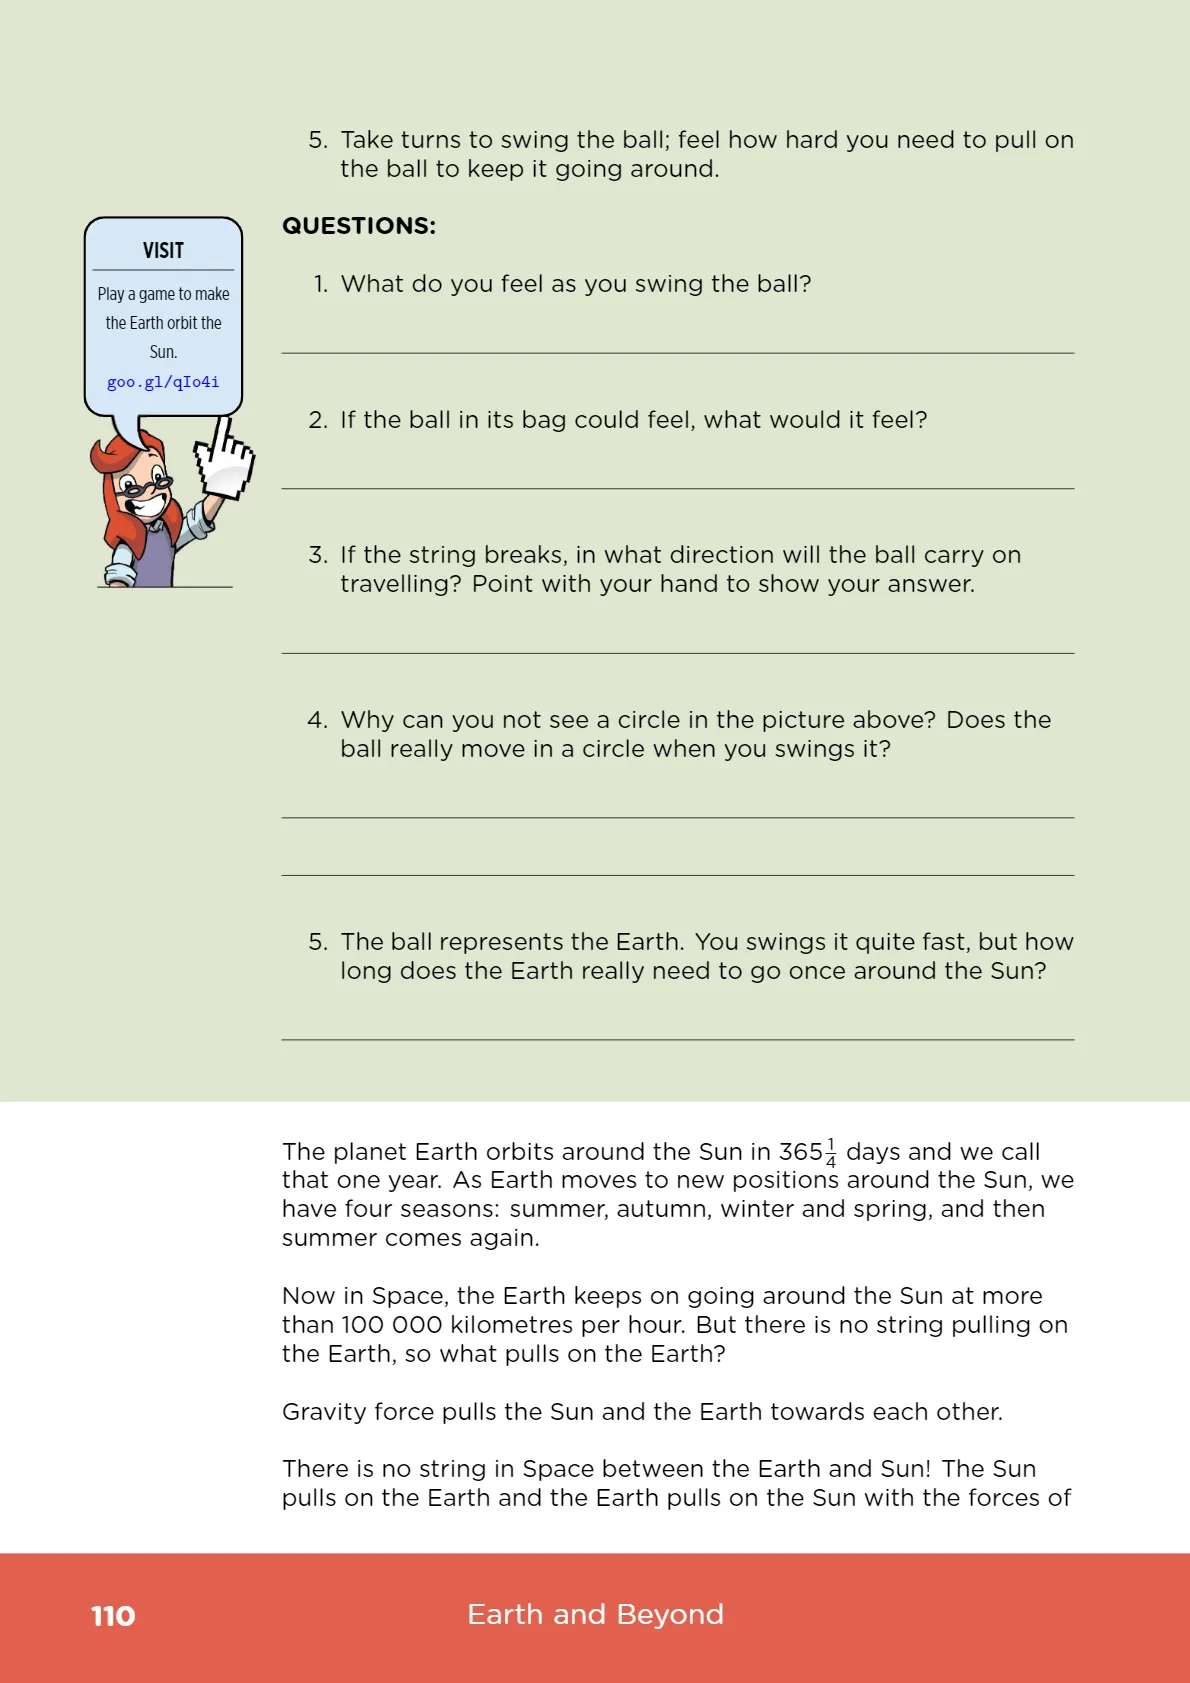 5. Take turns to swing the ball; feel how hard you need to pull on
the ball to keep it going around.
QUESTIONS:
VISIT
Play a game to make
the Earth orbit the
Sun.
goo.gl/qIo4i
1. What do you feel as you swing the ball?
2. If the ball in its bag could feel, what would it feel?
3. If the string breaks, in what direction will the ball carry on
travelling? Point with your hand to show your answer.
4. Why can you not see a circle in the picture above? Does the
ball really move in a circle when you swings it?
5. The ball represents the Earth. You swings it quite fast, but how
long does the Earth really need to go once around the Sun?
The planet Earth orbits around the Sun in 365 1/4 days and we call
that one year. As Earth moves to new positions around the Sun, we
have four seasons: summer, autumn, winter and spring, and then
summer comes again.
Now in Space, the Earth keeps on going around the Sun at more
than 100 000 kilometres per hour. But there is no string pulling on
the Earth, so what pulls on the Earth?
Gravity force pulls the Sun and the Earth towards each other.
There is no string in Space between the Earth and Sun! The Sun
pulls on the Earth and the Earth pulls on the Sun with the forces of
110 Earth and Beyond